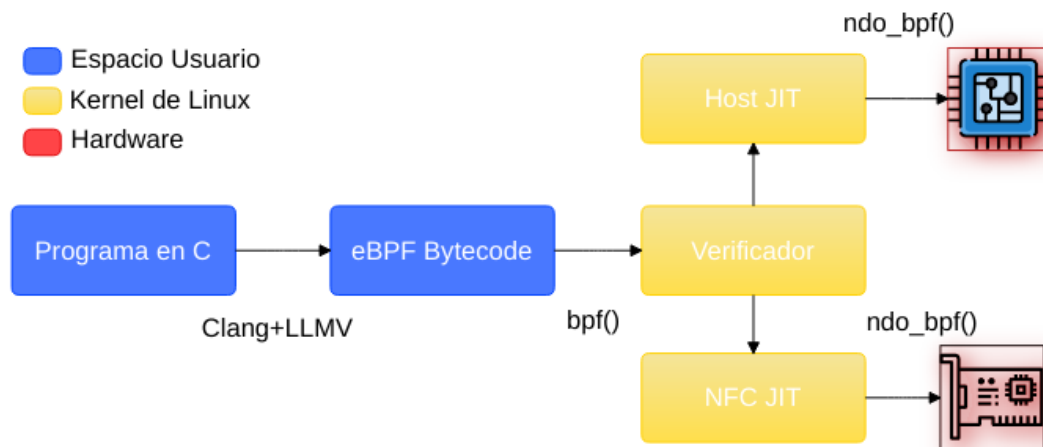 ndo_bpf()
Espacio Usuario
Kernel de Linux
Hardware
Host JIT
Programa en C
eBPF Bytecode
Verificador
Clang+LLMV
bpf()
ndo_bpf()
NFC JIT